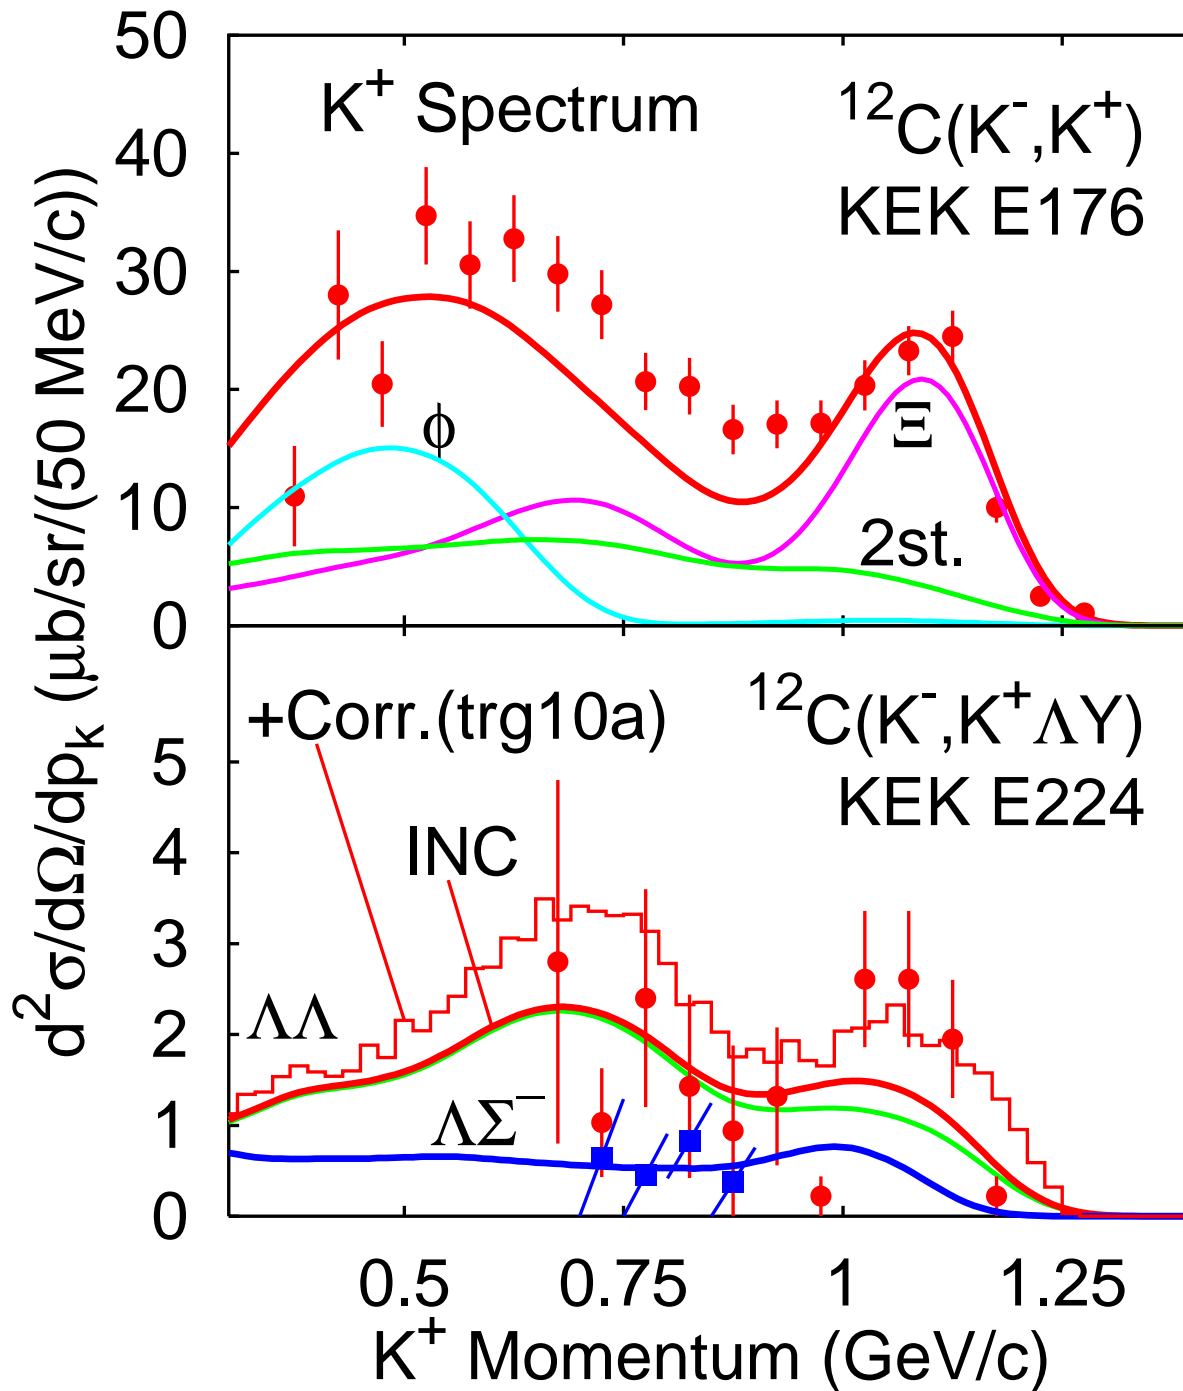 d²σ/dΩ/dpₖ (μb/sr/(50 MeV/c))
50
40
30
20
10
0
K⁺ Spectrum
¹²C(K⁻,K⁺)
KEK E176
ϕ
Ξ
2st.
5
4
3
2
1
0
+Corr.(trg10a)
¹²C(K⁻,K⁺ΛY)
KEK E224
INC
ΛΛ
ΛΣ⁻
0.5 0.75 1 1.25
K⁺ Momentum (GeV/c)